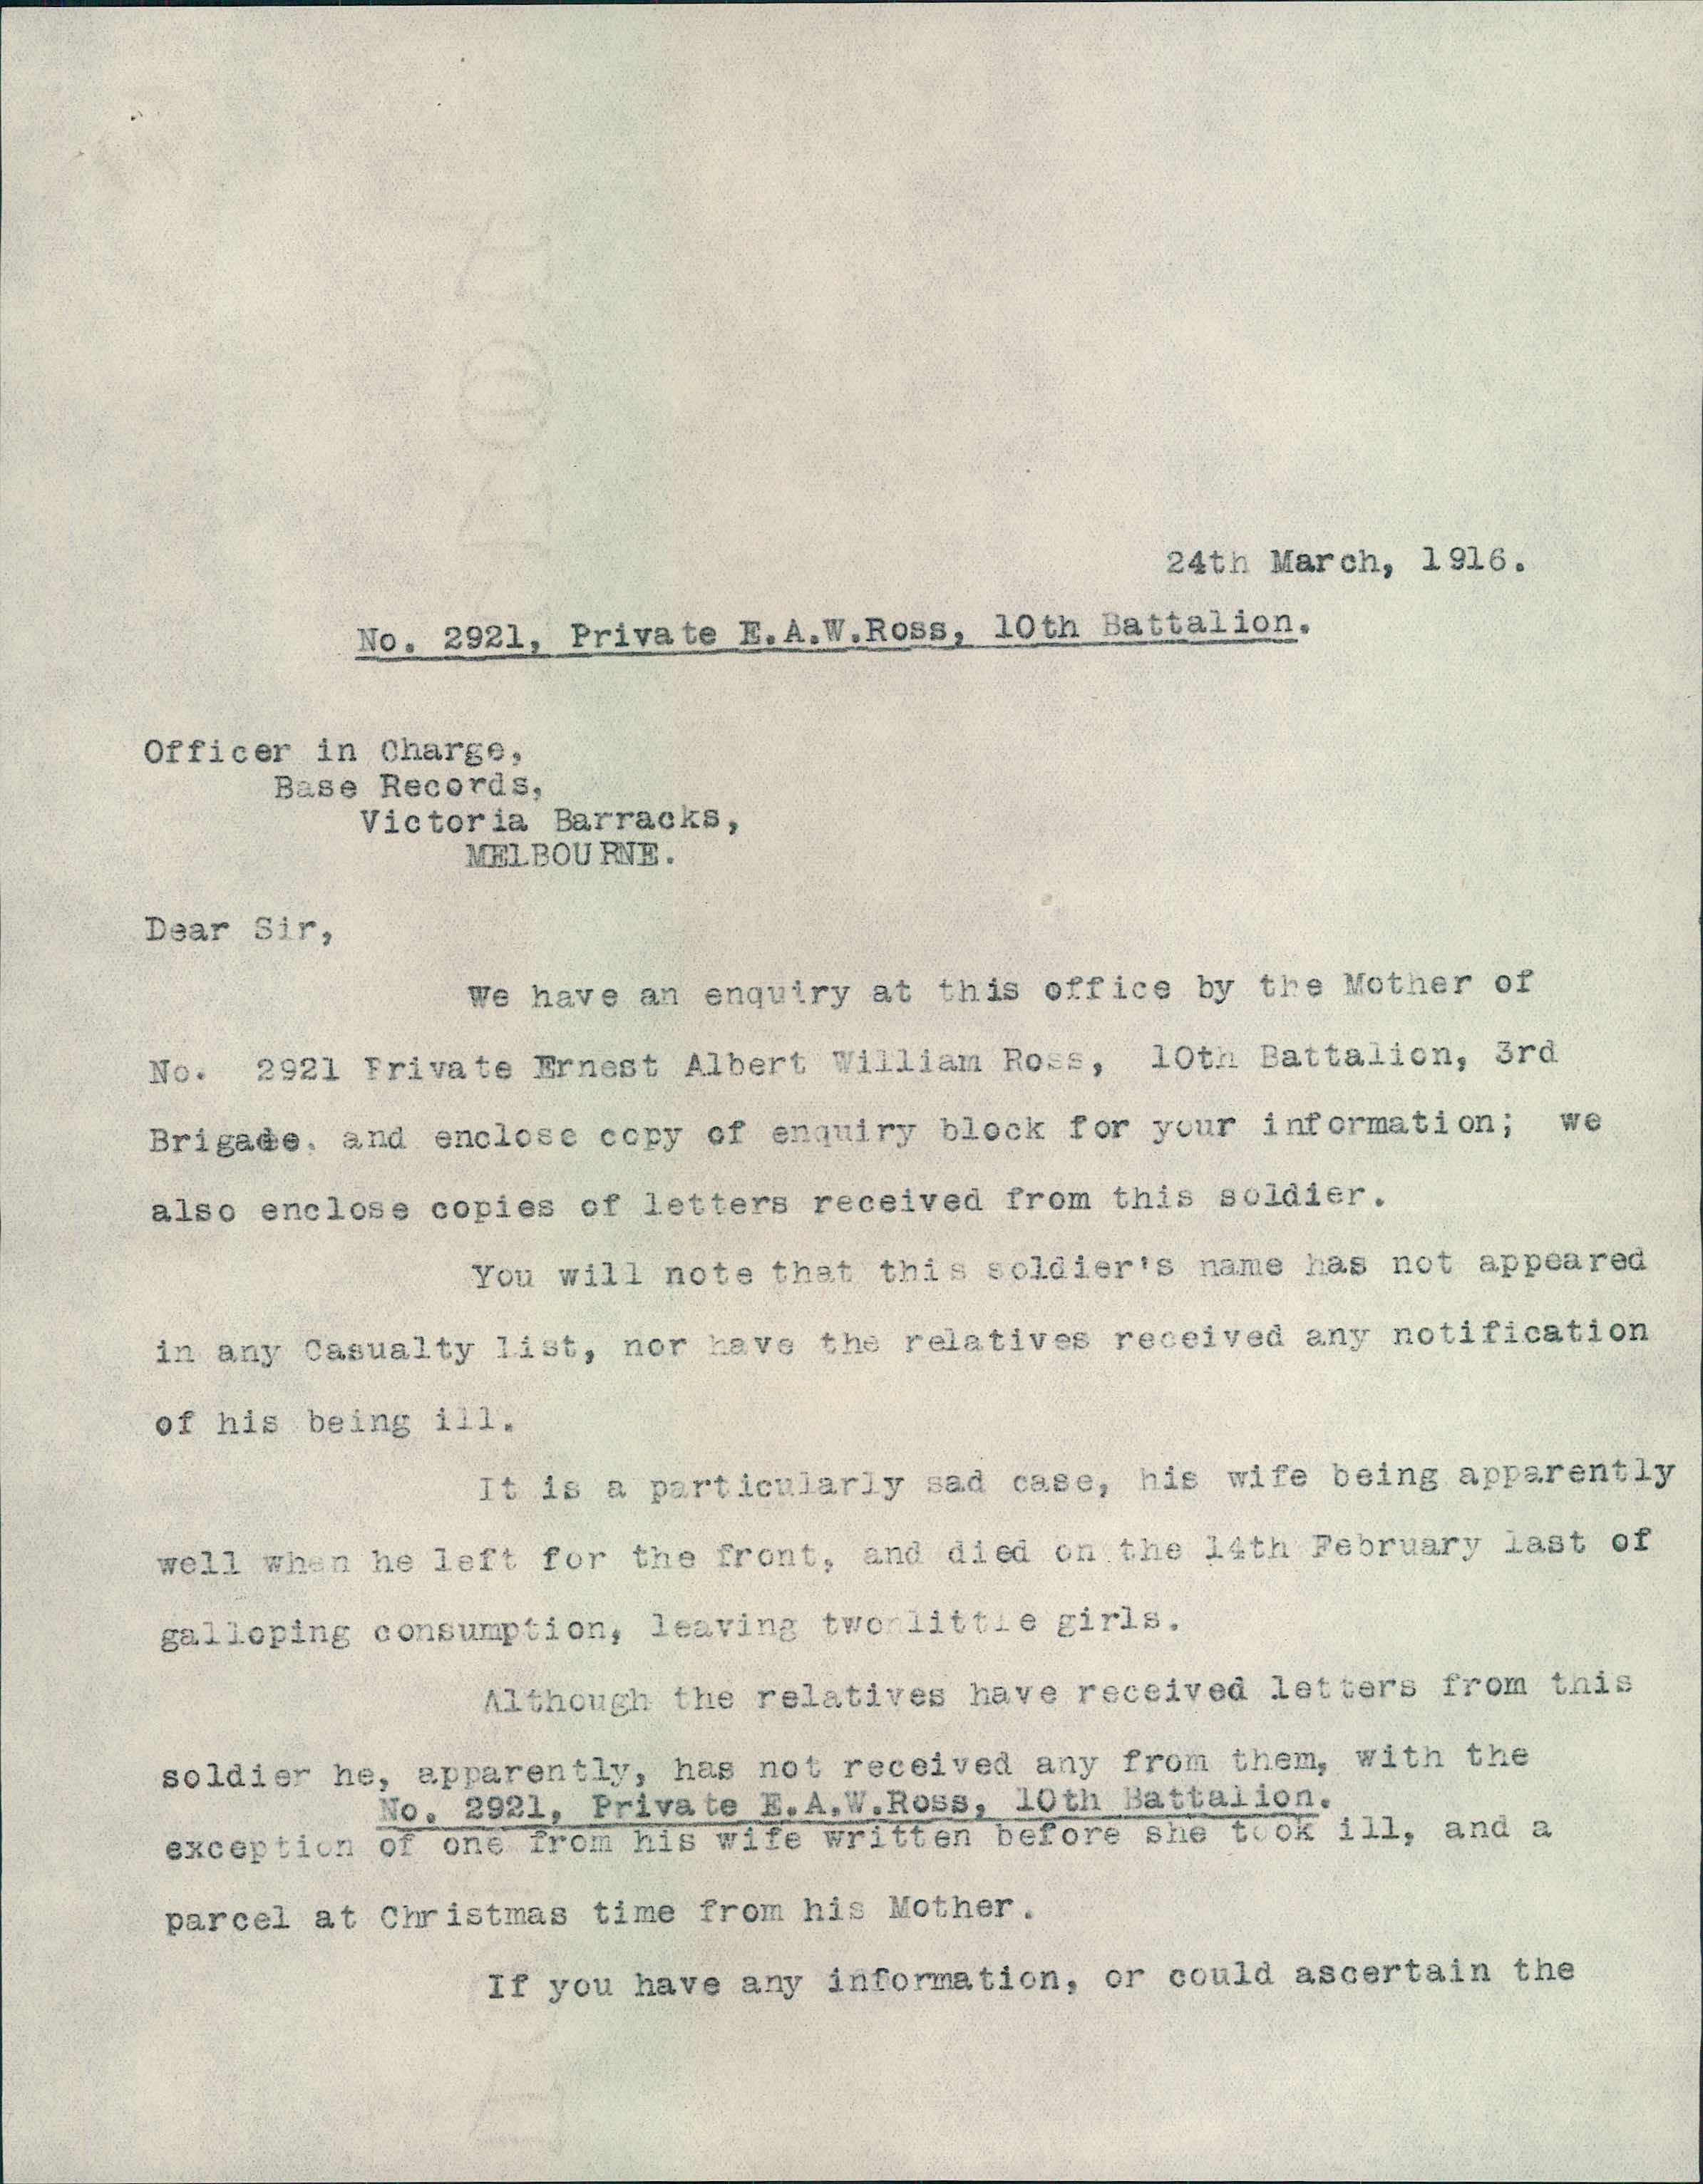 24th March, 1916.
No. 2921, Private E.A.W.Ross, 10th Battalion.
Officer in Charge,
Base Records,
Victoria Barracks,
MELBOURNE.
Dear Sir,
We have an enquiry at this office by the Mother of
No. 2921 Private Ernest Albert William Ross, 10th Battalion, 3rd
Brigade, and enclose copy of enquiry block for your information; we
also enclose copies of letters received from this soldier.
You will note that this soldier's name has not appeared
in any Casualty list, nor have the relatives received any notification
of his being ill.
It is a particularly sad case, his wife being apparently
well when he left for the front, and died on the 14th February last of
galloping consumption, leaving two little girls.
Although the relatives have received letters from this
soldier he, apparently, has not received any from them, with the
No. 2921, Private E.A.W.Ross, 10th Battalion.
exception of one from his wife written before she took ill, and a
parcel at Christmas time from his Mother.
If you have any information, or could ascertain the